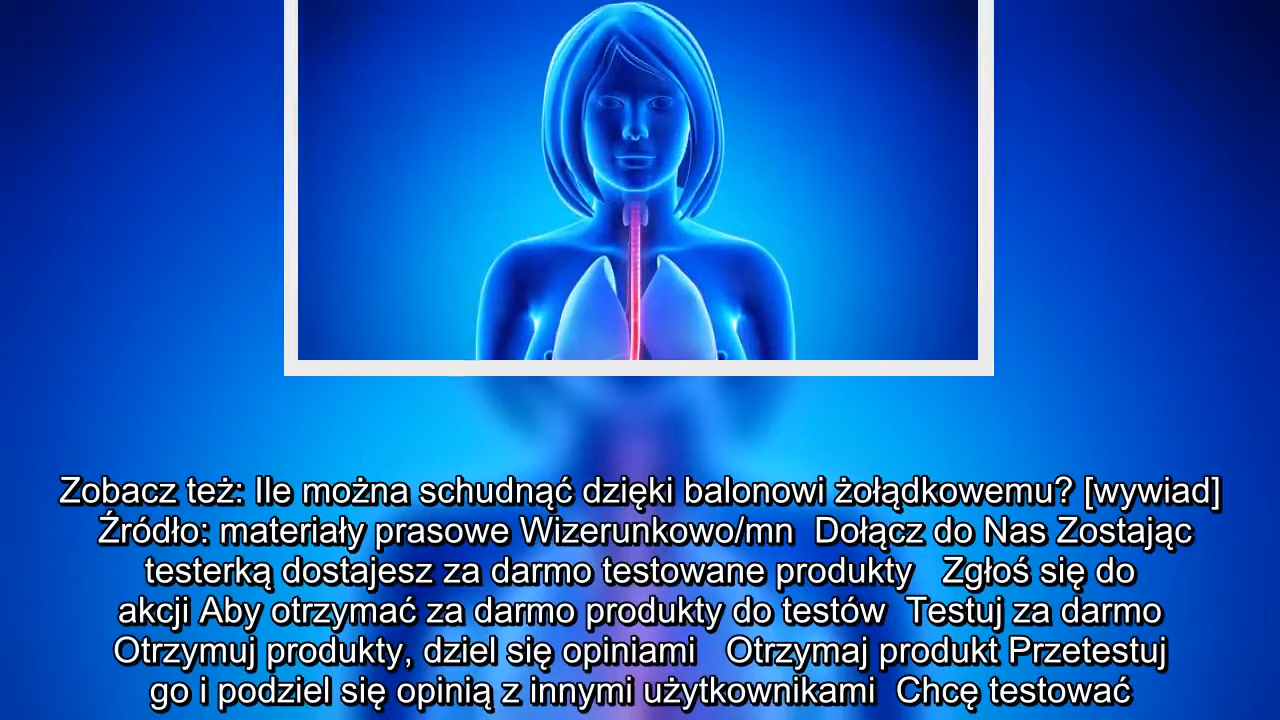 Zobacz też: Ile można schudnąć dzięki balonowi żołądkowemu? [wywiad]
Źródło: materiały prasowe Wizerunkowo/mn Dołącz do Nas Zostając
testerką dostajesz za darmo testowane produkty Zgłoś się do
akcji Aby otrzymać za darmo produkty do testów Testuj za darmo
Otrzymuj produkty, dziel się opiniami Otrzymaj produkt Przetestuj
go i podziel się opinią z innymi użytkownikami Chcę testować